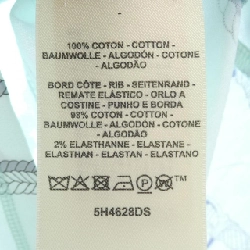 100% COTON - COTTON -
BAUMWOLLE - ALGODÓN - COTONE
- ALGODÃO
BORD CÔTE - RIB - SEITENRAND -
REMATE ELÁSTICO - ORLO A
COSTINE - PUNHO E BORDA
98% COTON - COTTON -
BAUMWOLLE - ALGODÓN - COTONE
- ALGODÃO
2% ELASTHANNE - ELASTANE -
ELASTHAN - ELASTAN - ELASTANO
P
5H4628DS